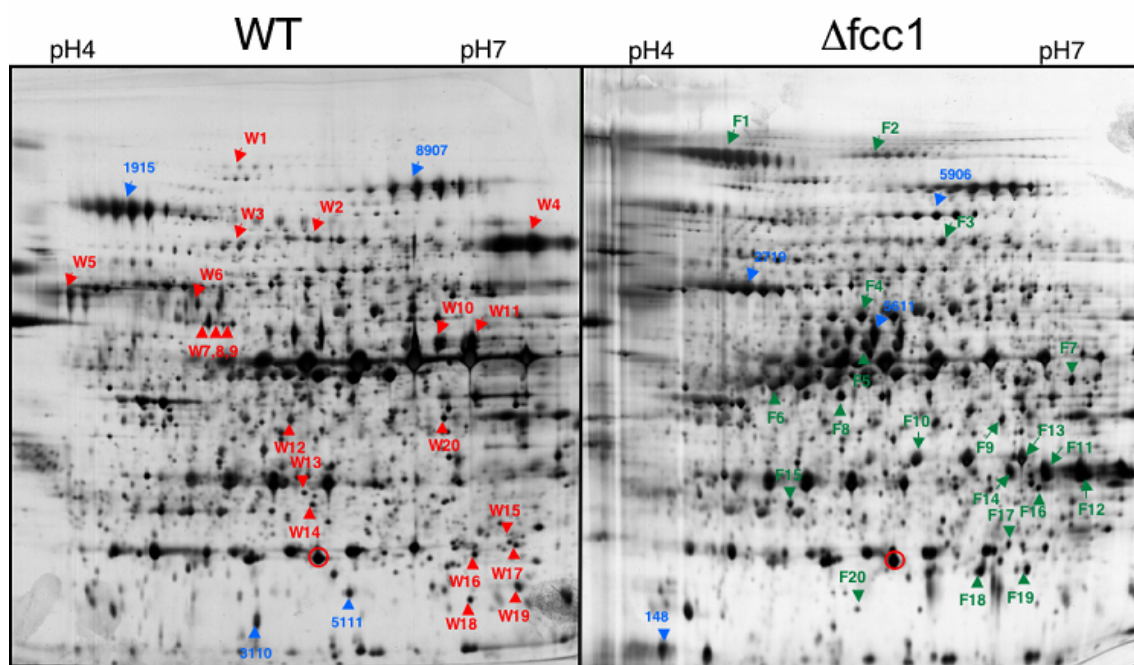 WT
Δfcc1
pH4
pH7
pH4
pH7
W1
8907
1915
W3
W2
W4
W5
W6
W10
W11
W7,8,9
W12
W20
W13
W14
W15
W16
W17
W18
W19
5111
3110
F1
F2
5906
F3
2719
F4
5611
F5
F7
F6
F8
F10
F9
F13
F11
F15
F14
F16
F12
F17
F20
F18
F19
148